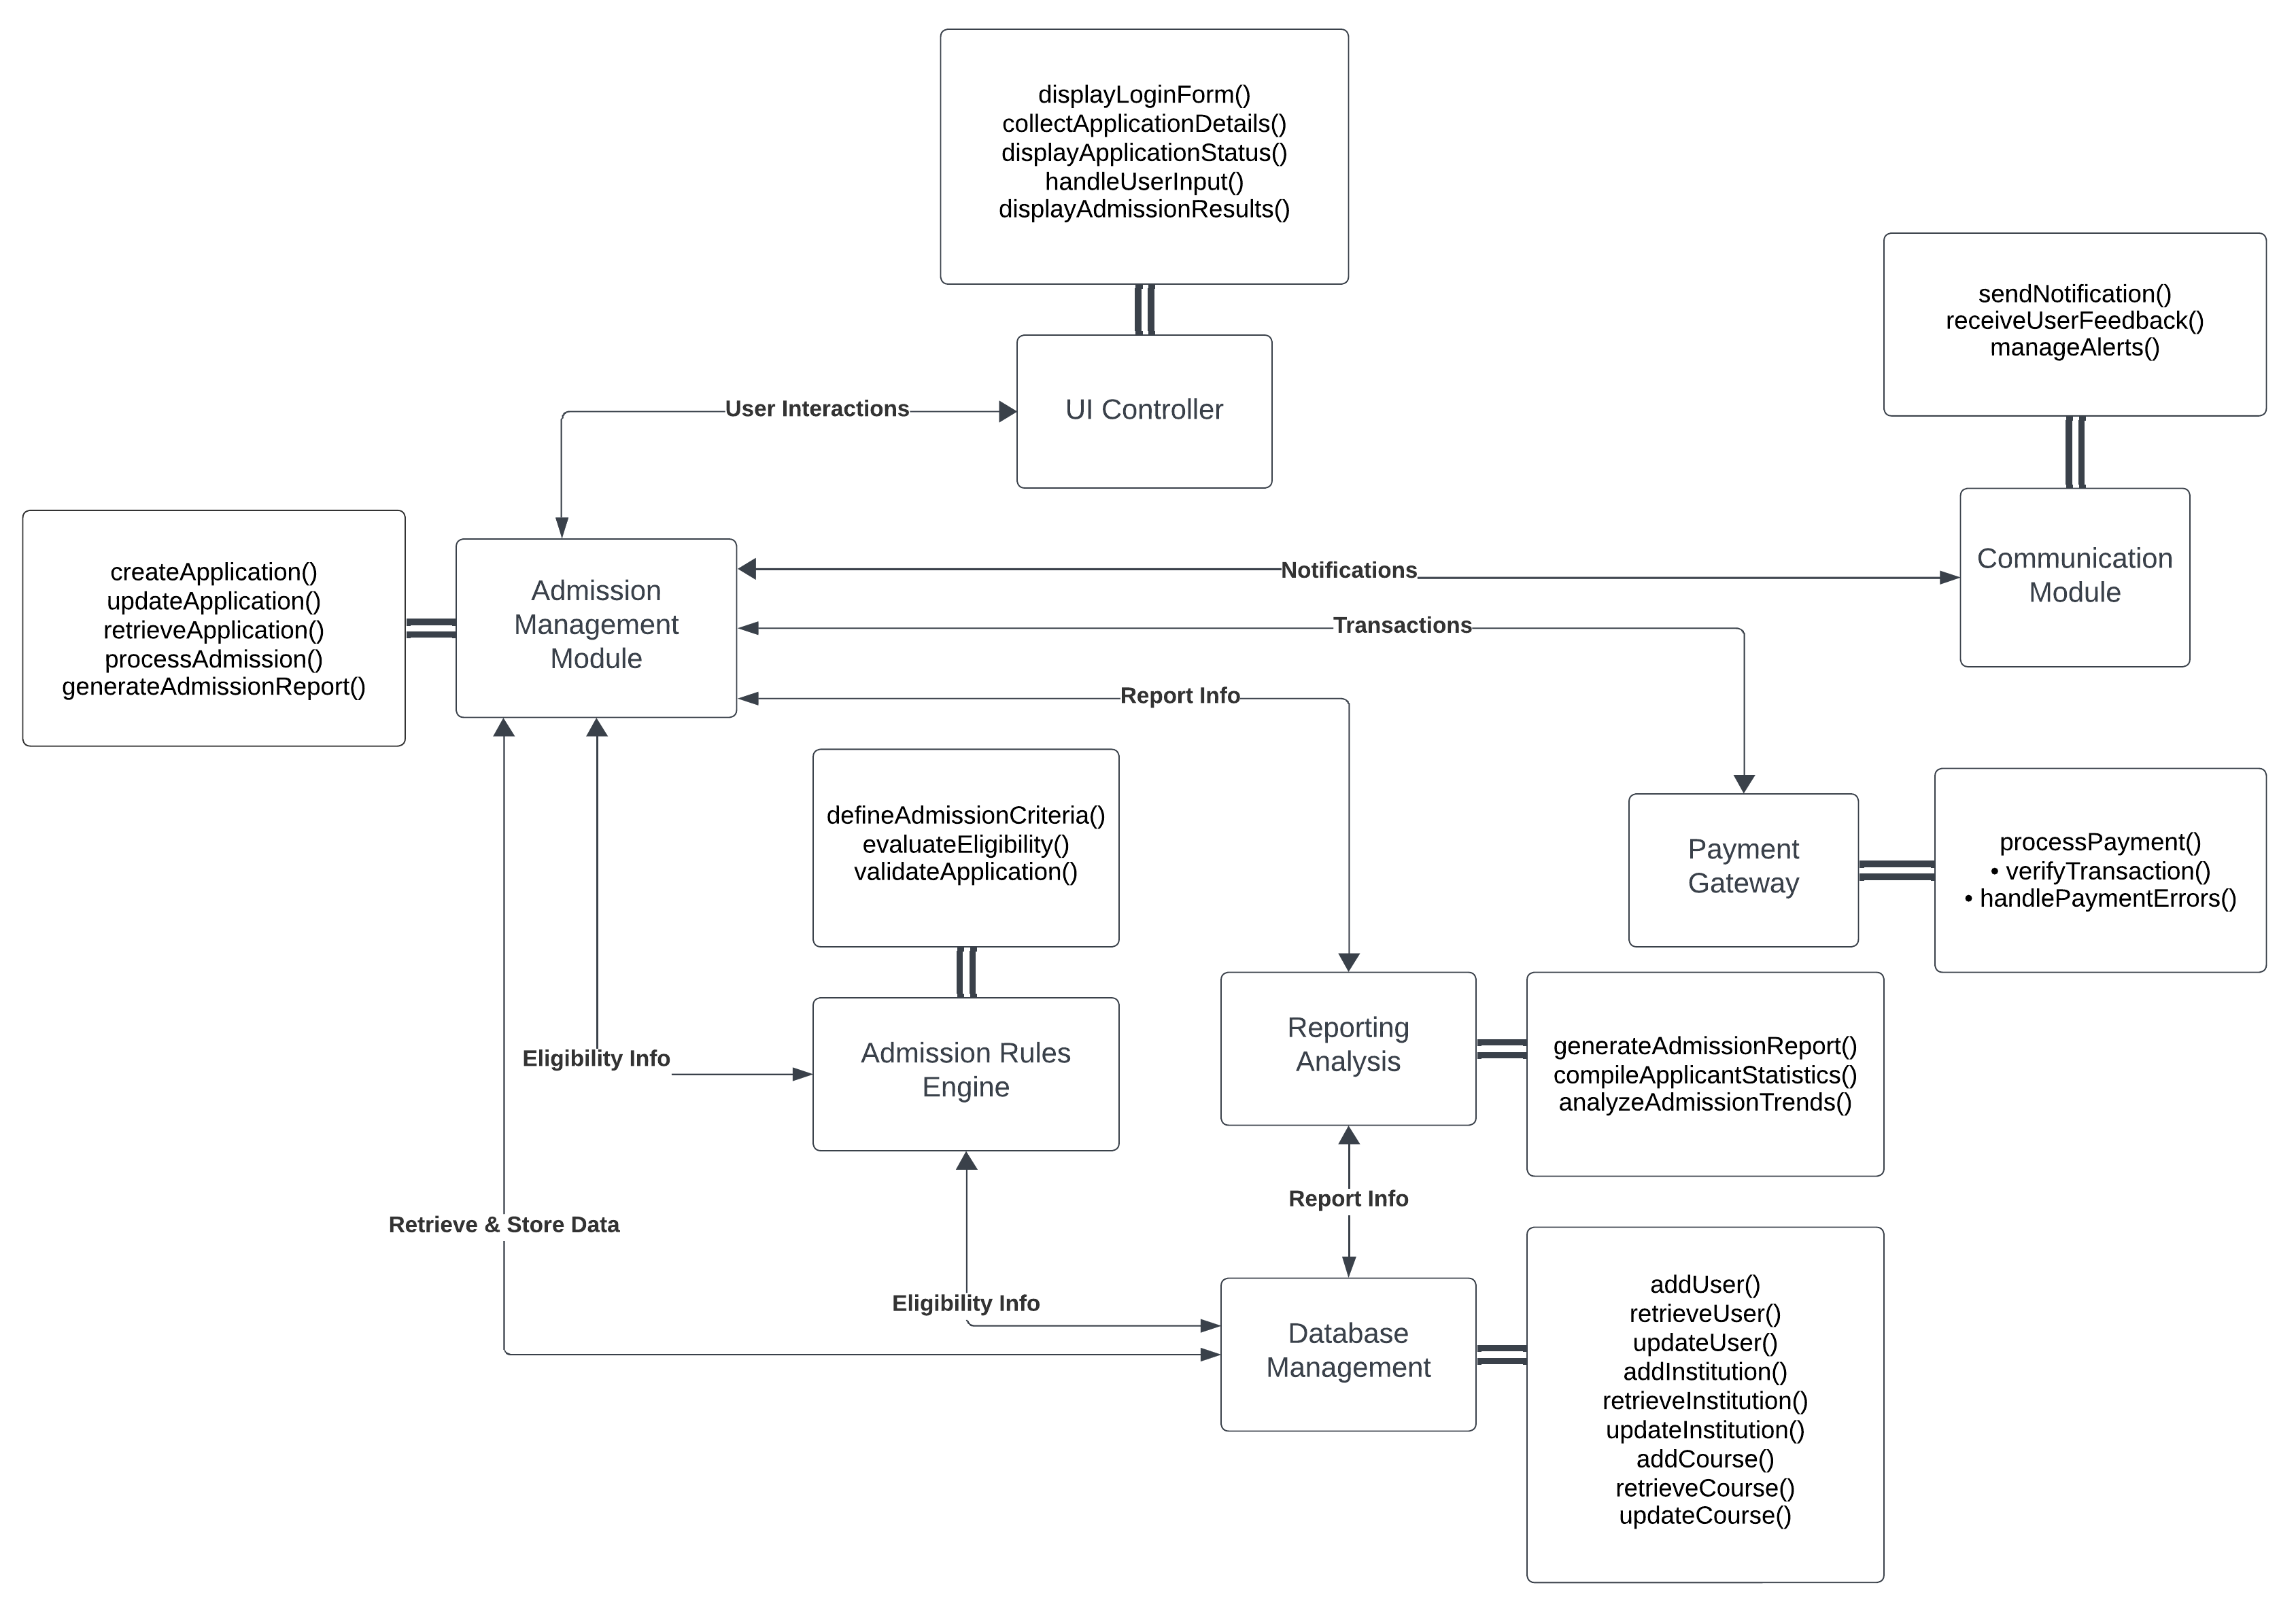 displayLoginForm()
collectApplicationDetails()
displayApplicationStatus()
handleUserInput()
displayAdmissionResults()
UI Controller
User Interactions
sendNotification()
receiveUserFeedback()
manageAlerts()
Communication
Module
createApplication()
updateApplication()
retrieveApplication()
processAdmission()
generateAdmissionReport()
Admission
Management
Module
Notifications
Transactions
Report Info
defineAdmissionCriteria()
evaluateEligibility()
validateApplication()
Payment
Gateway
processPayment()
• verifyTransaction()
• handlePaymentErrors()
Eligibility Info
Admission Rules
Engine
Reporting
Analysis
generateAdmissionReport()
compileApplicantStatistics()
analyzeAdmissionTrends()
Retrieve & Store Data
Report Info
Eligibility Info
Database
Management
addUser()
retrieveUser()
updateUser()
addInstitution()
retrieveInstitution()
updateInstitution()
addCourse()
retrieveCourse()
updateCourse()